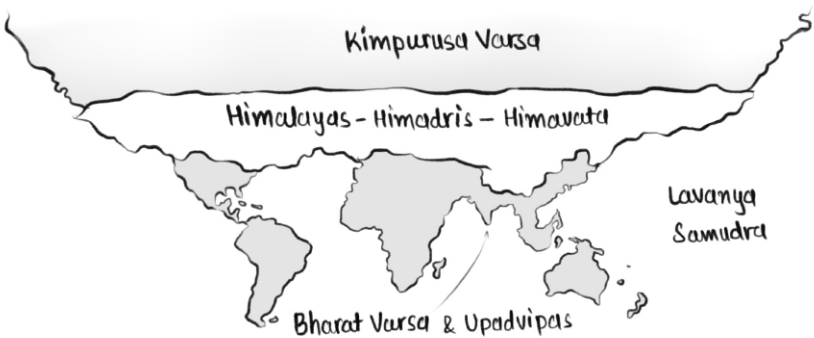 Kimpurusa Varsa
Himalayas - Himadris - Himavata
Lavanya
Samudra
Bharat Varsa & Upadvipas